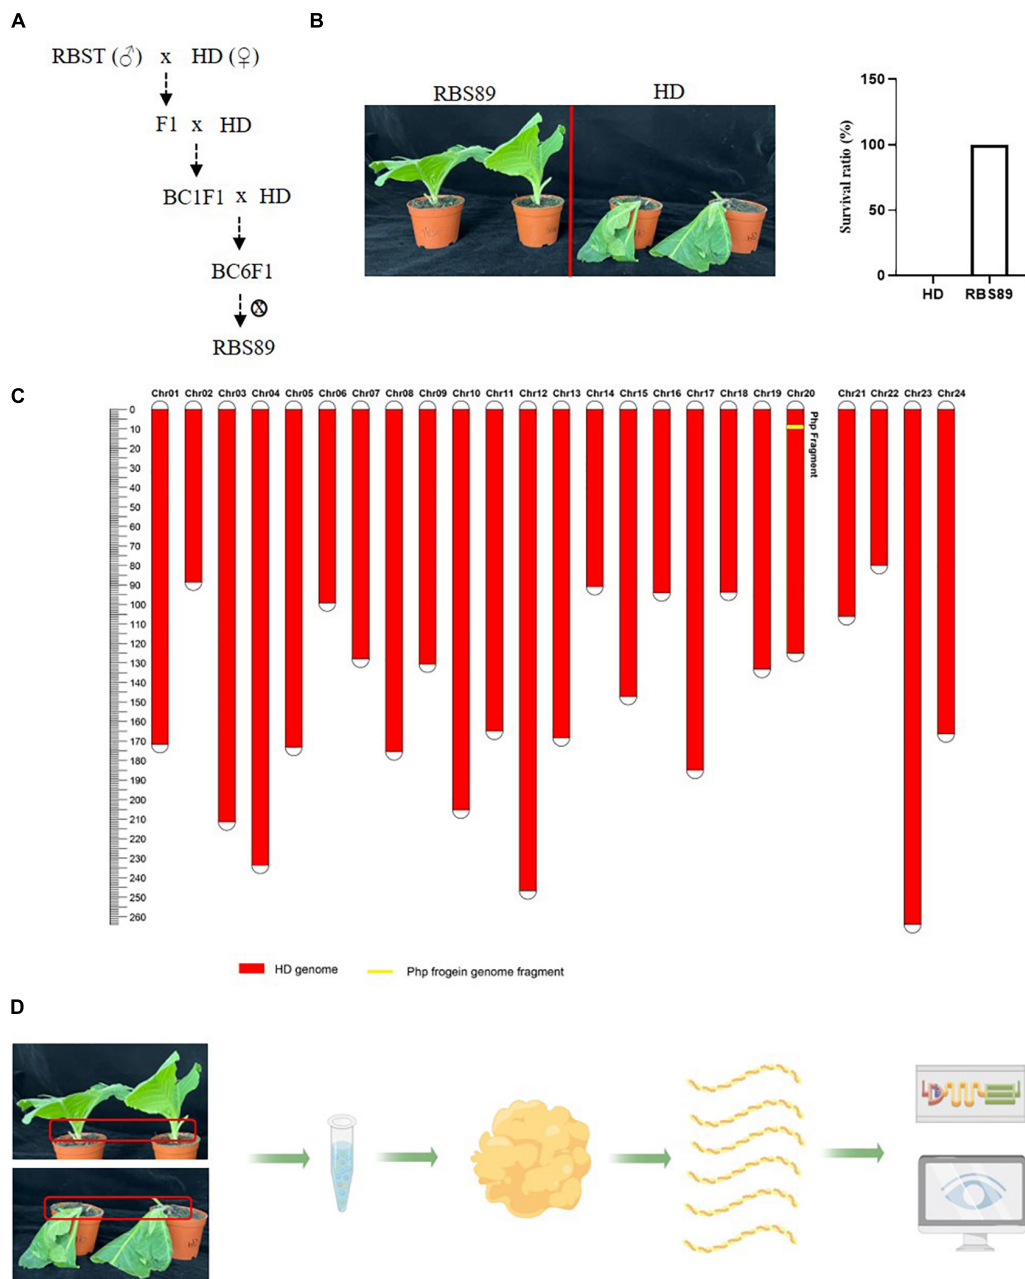 A
RBST (♂) x HD (♀)
F1 x HD
BC1F1 x HD
BC6F1
RBS89
B
RBS89 HD
Survival ratio (%)
150
100
50
0
HD RBS89
C
Chr01 Chr02 Chr03 Chr04 Chr05 Chr06 Chr07 Chr08 Chr09 Chr10 Chr11 Chr12 Chr13 Chr14 Chr15 Chr16 Chr17 Chr18 Chr19 Chr20 Chr21 Chr22 Chr23 Chr24
0
10
20
30
40
50
60
70
80
90
100
110
120
130
140
150
160
170
180
190
200
210
220
230
240
250
260
Php Fragment
HD genome
Php frogein genome fragment
D